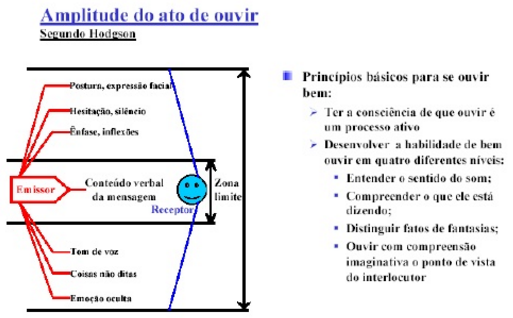 Amplitude do ato de ouvir
Segundo Hodgson
Postura, expressão facial
Hesitação, silêncio
Ênfase, inflexões
Emissor
Conteúdo verbal
da mensagem
Receptor
Zona
limite
Tom de voz
Coisas não ditas
Emoção oculta
Princípios básicos para se ouvir
bem:
Ter a consciência de que ouvir é
um processo ativo
Desenvolver a habilidade de bem
ouvir em quatro diferentes níveis:
Entender o sentido do som;
Compreender o que ele está
dizendo;
Distinguir fatos de fantasias;
Ouvir com compreensão
imaginativa o ponto de vista
do interlocutor